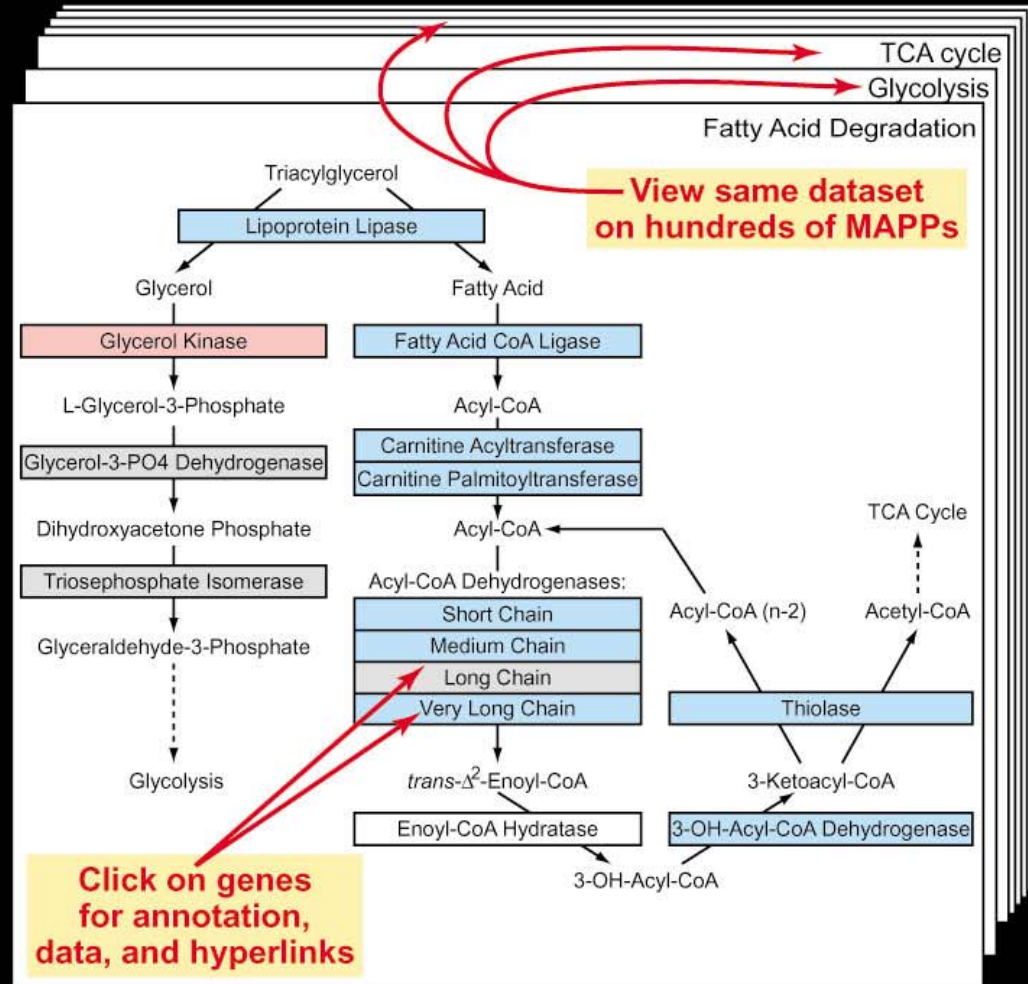 TCA cycle
Glycolysis
Fatty Acid Degradation
Triacylglycerol
View same dataset
on hundreds of MAPPs
Lipoprotein Lipase
Glycerol
Fatty Acid
Glycerol Kinase
Fatty Acid CoA Ligase
L-Glycerol-3-Phosphate
Acyl-CoA
Glycerol-3-PO4 Dehydrogenase
Carnitine Acyltransferase
Carnitine Palmitoyltransferase
Dihydroxyacetone Phosphate
Acyl-CoA
TCA Cycle
Triosephosphate Isomerase
Acyl-CoA Dehydrogenases:
Short Chain
Medium Chain
Long Chain
Very Long Chain
Acyl-CoA (n-2)
Acetyl-CoA
Glyceraldehyde-3-Phosphate
Thiolase
Glycolysis
trans-Δ²-Enoyl-CoA
3-Ketoacyl-CoA
Enoyl-CoA Hydratase
3-OH-Acyl-CoA Dehydrogenase
3-OH-Acyl-CoA
Click on genes
for annotation,
data, and hyperlinks